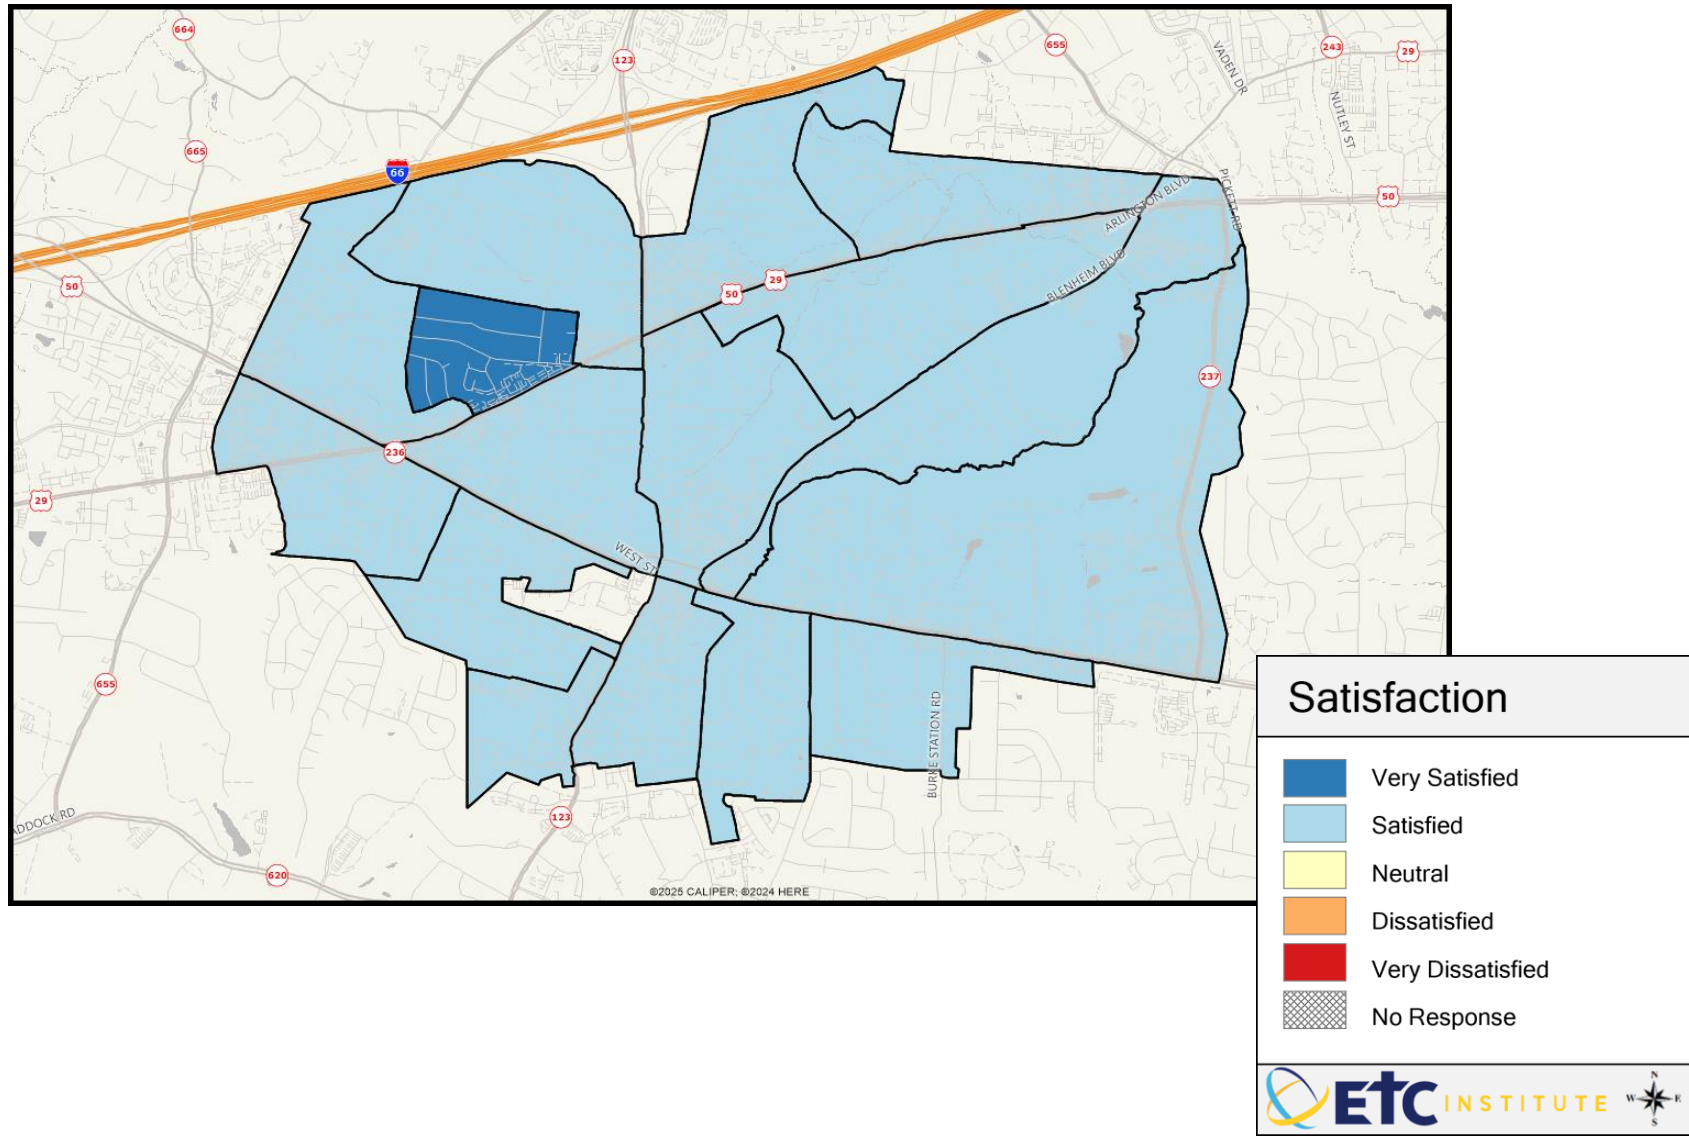 664
123
655
243
29
VADEN DR
NUTLEY ST
665
66
PICKETT RD
50
ARLINGTON BLVD
50
29
50
BLENHEIM BLVD
237
236
29
WEST ST
655
BURKE STATION RD
123
ADDOCK RD
620
©2025 CALIPER; ©2024 HERE
Satisfaction
Very Satisfied
Satisfied
Neutral
Dissatisfied
Very Dissatisfied
No Response
ETC INSTITUTE
N
W E
S